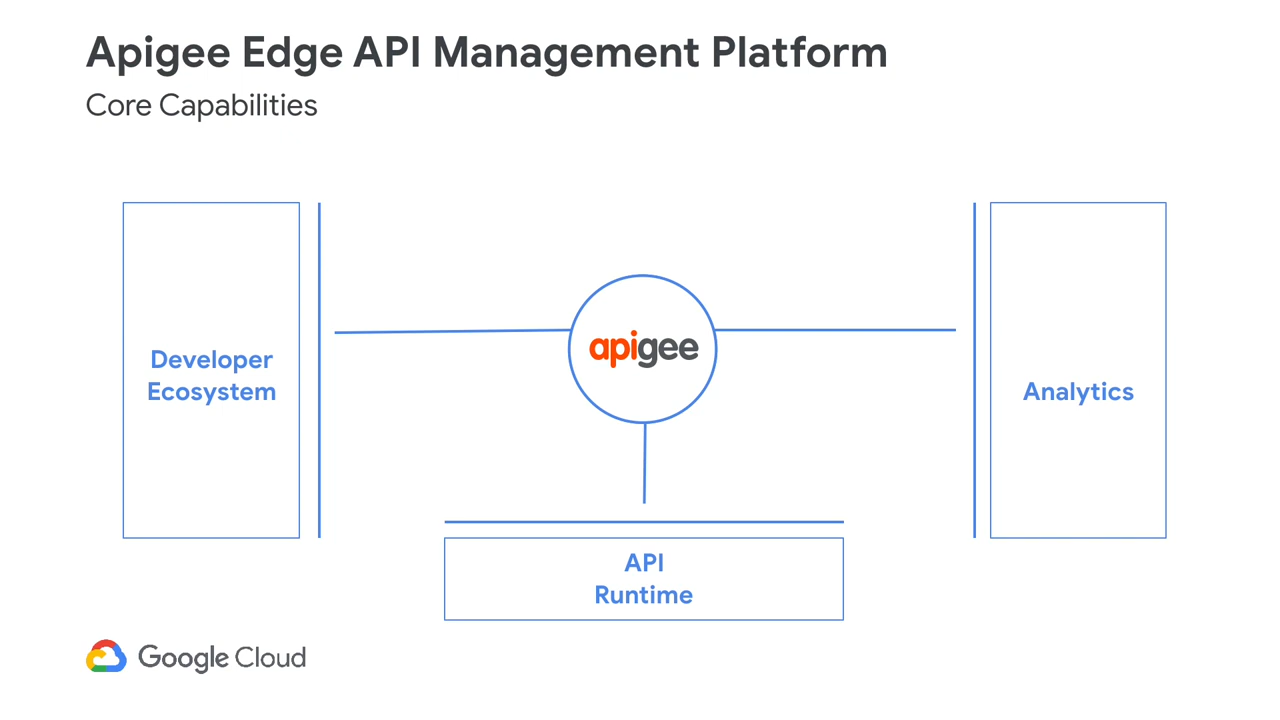 Apigee Edge API Management Platform
Core Capabilities
Developer
Ecosystem
apigee
Analytics
API
Runtime
Google Cloud